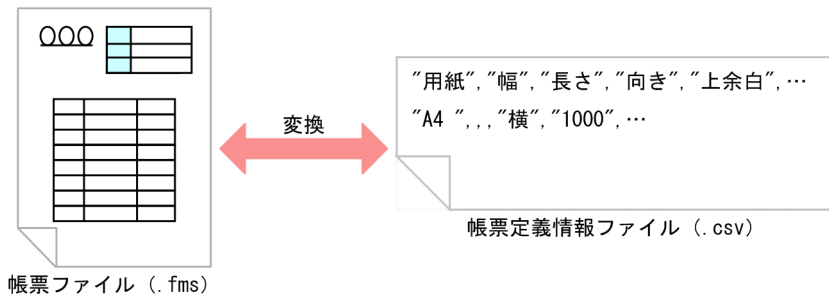 ○○○
変換
"用紙","幅","長さ","向き","上余白",…
"A4 ",,,"横","1000",…
帳票定義情報ファイル（.csv）
帳票ファイル（.fms）